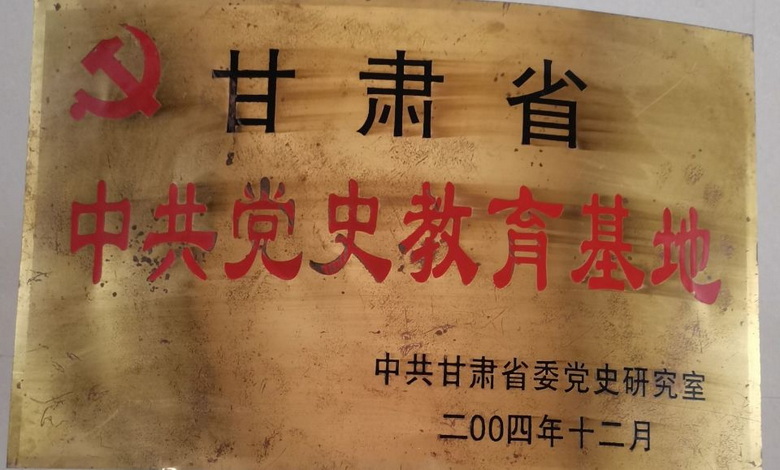 甘肃省
中共党史教育基地
中共甘肃省委党史研究室
二00四年十二月